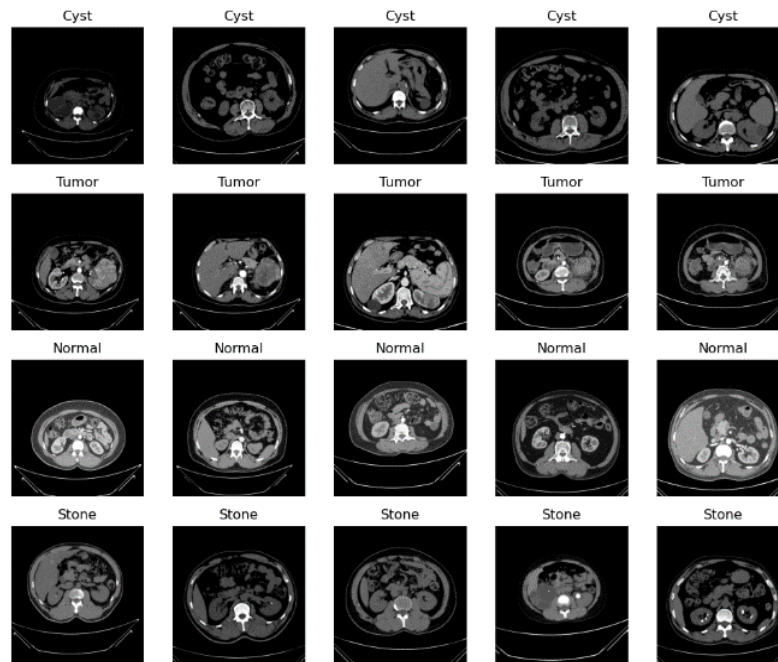 Cyst Cyst Cyst Cyst Cyst
Tumor Tumor Tumor Tumor Tumor
Normal Normal Normal Normal Normal
Stone Stone Stone Stone Stone